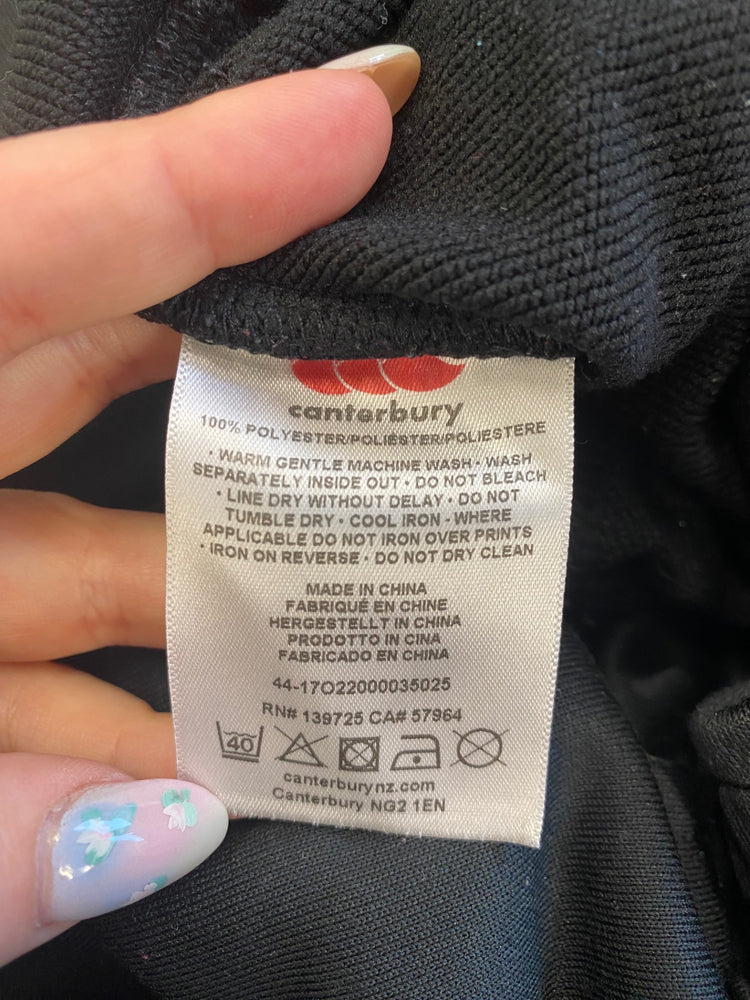 canterbury
100% POLYESTER/POLIÉSTER/POLIESTERE
• WARM GENTLE MACHINE WASH • WASH
SEPARATELY INSIDE OUT • DO NOT BLEACH
• LINE DRY WITHOUT DELAY • DO NOT
TUMBLE DRY • COOL IRON • WHERE
APPLICABLE DO NOT IRON OVER PRINTS
• IRON ON REVERSE • DO NOT DRY CLEAN
MADE IN CHINA
FABRIQUÉ EN CHINE
HERGESTELLT IN CHINA
PRODOTTO IN CINA
FABRICADO EN CHINA
44-17O22000035025
RN# 139725 CA# 57964
40
canterburynz.com
Canterbury NG2 1EN